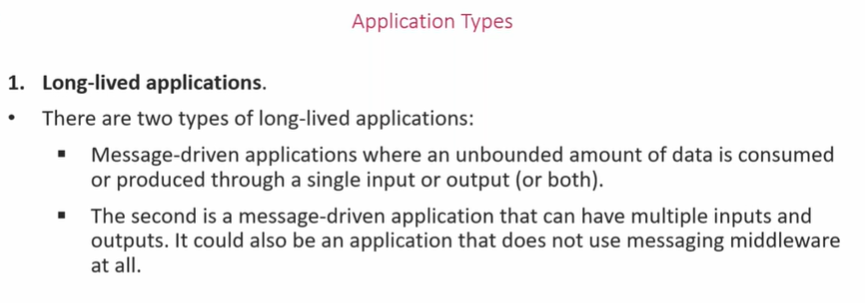 Application Types
1. Long-lived applications.
• There are two types of long-lived applications:
▪ Message-driven applications where an unbounded amount of data is consumed
or produced through a single input or output (or both).
▪ The second is a message-driven application that can have multiple inputs and
outputs. It could also be an application that does not use messaging middleware
at all.